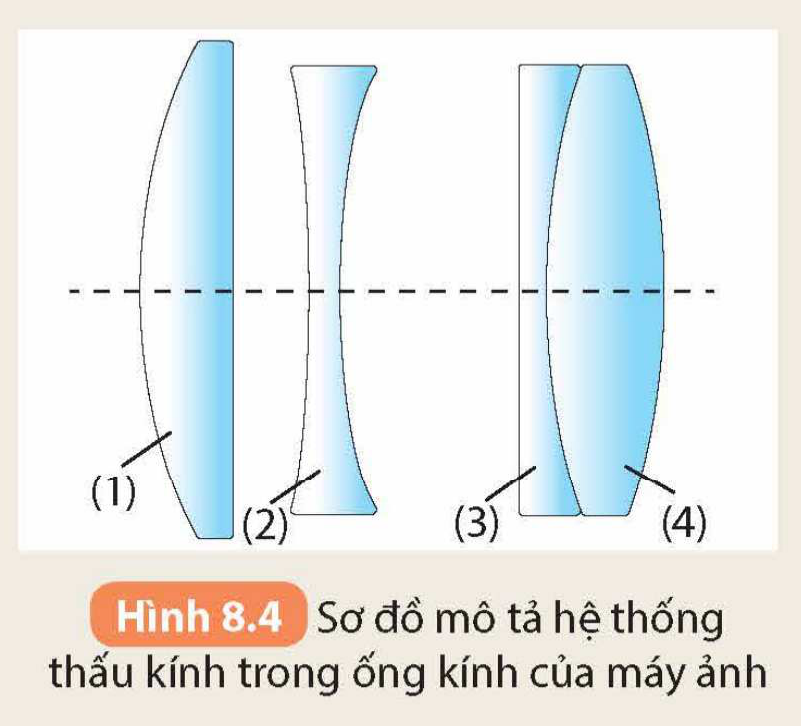 (1)
(2)
(3)
(4)
Hình 8.4 Sơ đồ mô tả hệ thống
thấu kính trong ống kính của máy ảnh